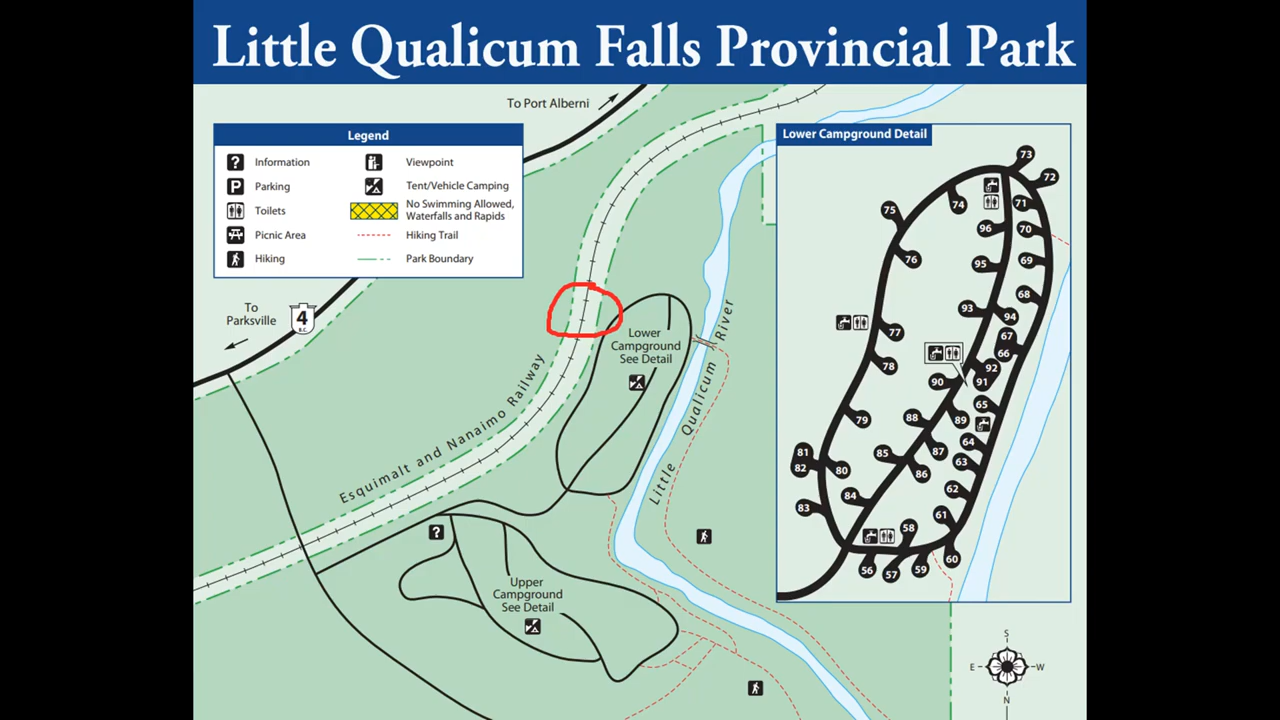 Little Qualicum Falls Provincial Park
To Port Alberni
Legend
? Information
P Parking
Toilets
Picnic Area
Hiking
Viewpoint
Tent/Vehicle Camping
No Swimming Allowed,
Waterfalls and Rapids
Hiking Trail
Park Boundary
To
Parksville
4
B.C.
Esquimalt and Nanaimo Railway
Lower
Campground
See Detail
Little Qualicum River
?
Upper
Campground
See Detail
Lower Campground Detail
73
72
74
71
75
96
70
76
95
69
68
93
94
77
67
66
78
92
90
91
65
79
88
89
64
81
87
85
63
82
80
86
62
84
83
61
58
60
56
57
59
S
E
W
N